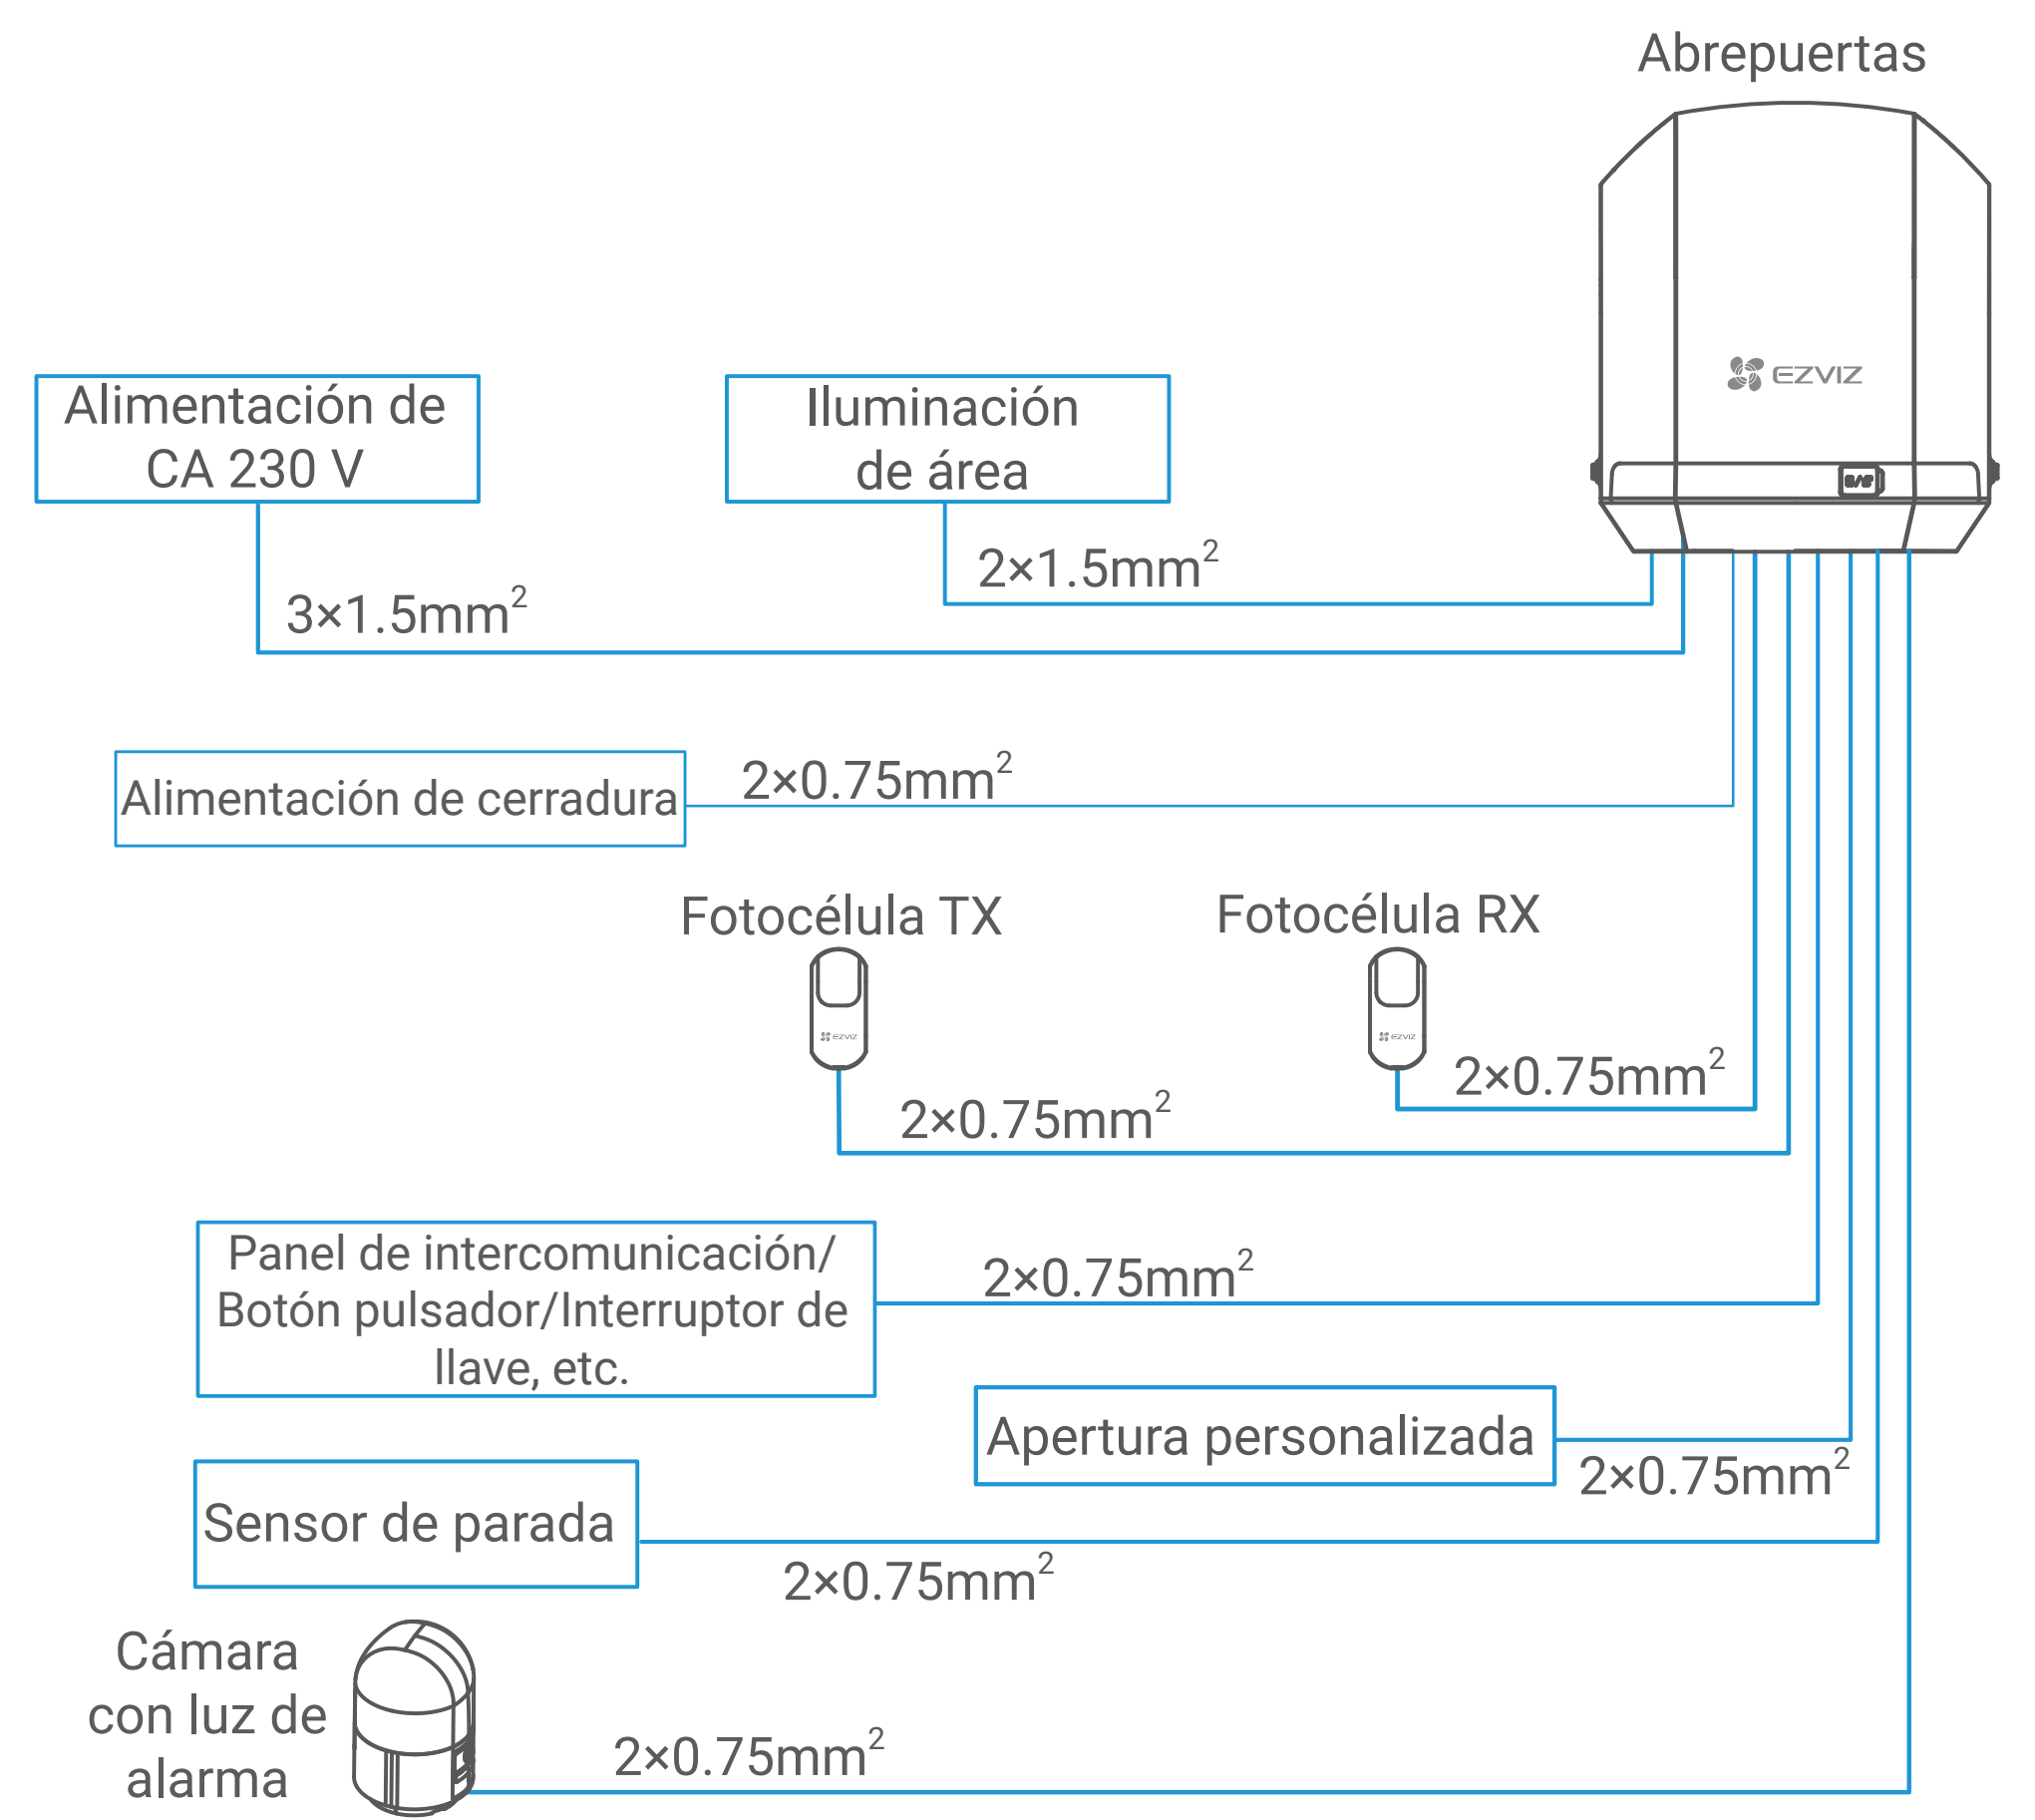 Abrepuertas
EZVIZ
Alimentación de
CA 230 V
Iluminación
de área
2×1.5mm²
3×1.5mm²
Alimentación de cerradura
2×0.75mm²
Fotocélula TX
Fotocélula RX
EZVIZ
EZVIZ
2×0.75mm²
2×0.75mm²
Panel de intercomunicación/
Botón pulsador/Interruptor de
llave, etc.
2×0.75mm²
Apertura personalizada
2×0.75mm²
Sensor de parada
2×0.75mm²
Cámara
con luz de
alarma
2×0.75mm²